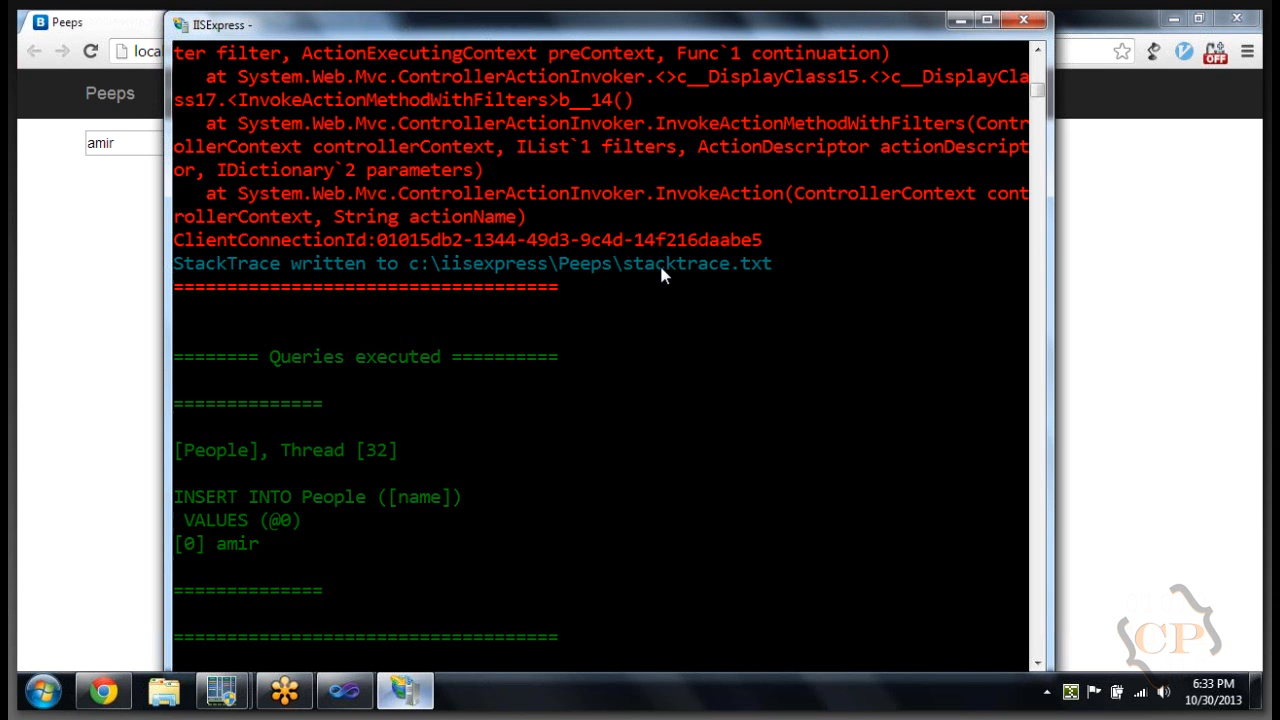 Peeps
IISExpress -
loca
Peeps
amir
OFF
ter filter, ActionExecutingContext preContext, Func`1 continuation)
at System.Web.Mvc.ControllerActionInvoker.<>c__DisplayClass15.<>c__DisplayCla
ss17.<InvokeActionMethodWithFilters>b__14()
at System.Web.Mvc.ControllerActionInvoker.InvokeActionMethodWithFilters(Contr
ollerContext controllerContext, IList`1 filters, ActionDescriptor actionDescript
or, IDictionary`2 parameters)
at System.Web.Mvc.ControllerActionInvoker.InvokeAction(ControllerContext cont
rollerContext, String actionName)
ClientConnectionId:01015db2-1344-49d3-9c4d-14f216daabe5
StackTrace written to c:\iisexpress\Peeps\stacktrace.txt
====================================
======== Queries executed ==========
==============
[People], Thread [32]
INSERT INTO People ([name])
VALUES (@0)
[0] amir
==============
====================================
CP
6:33 PM
10/30/2013